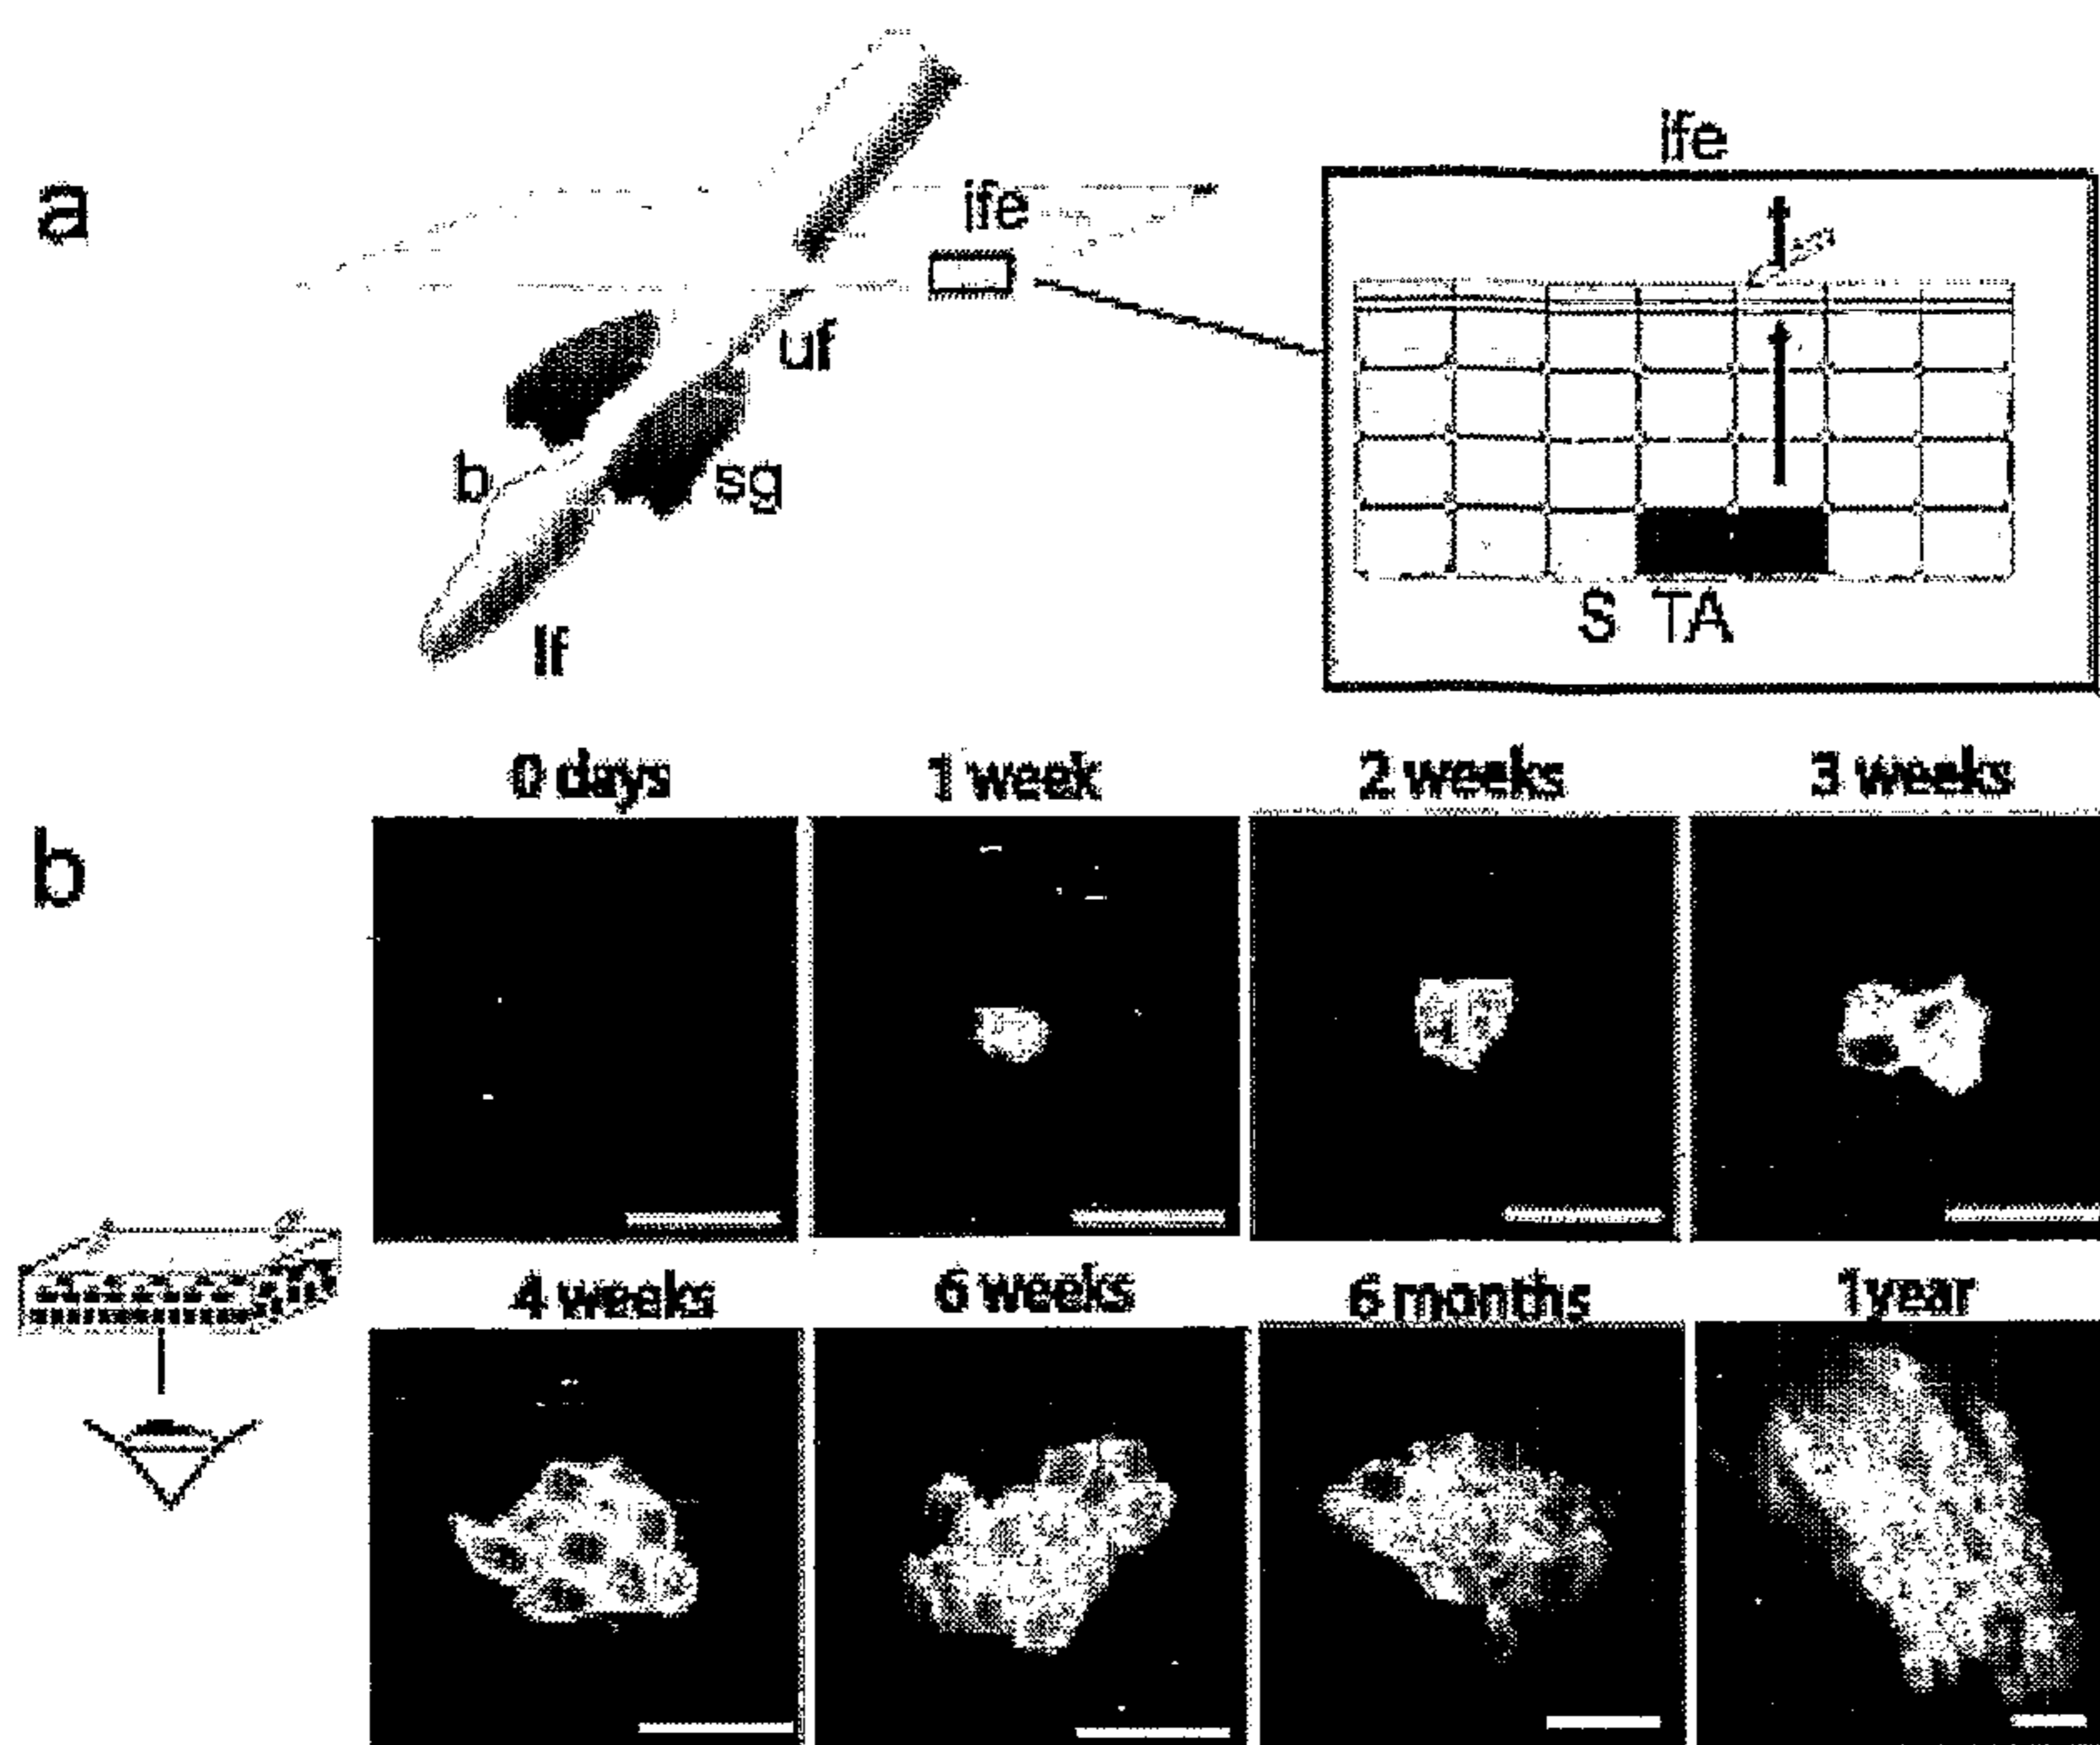 a
ife
ife
uf
b
sg
lf
S TA
0 days
1 week
2 weeks
3 weeks
b
4 weeks
6 weeks
6 months
1year